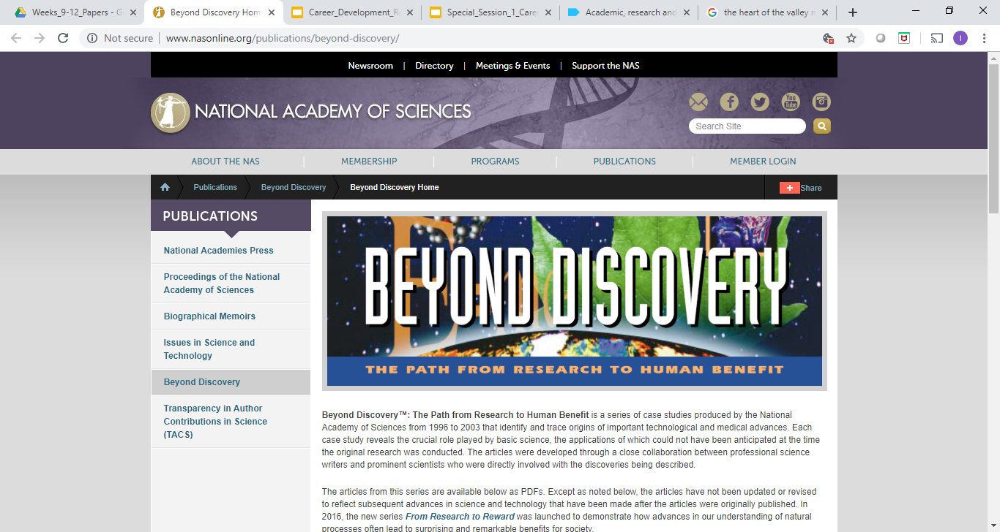 Weeks_9-12_Papers - G
Beyond Discovery Hom
Career_Development_R
Special_Session_1_Care
Academic, research and
the heart of the valley
Not secure | www.nasonline.org/publications/beyond-discovery/
I
Newsroom | Directory | Meetings & Events | Support the NAS
NATIONAL ACADEMY OF SCIENCES
You
Tube
Search Site
ABOUT THE NAS
MEMBERSHIP
PROGRAMS
PUBLICATIONS
MEMBER LOGIN
Publications
Beyond Discovery
Beyond Discovery Home
+ Share
PUBLICATIONS
National Academies Press
Proceedings of the National
Academy of Sciences
Biographical Memoirs
Issues in Science and
Technology
Beyond Discovery
Transparency in Author
Contributions in Science
(TACS)
BEYOND DISCOVERY
THE PATH FROM RESEARCH TO HUMAN BENEFIT
Beyond Discovery™: The Path from Research to Human Benefit is a series of case studies produced by the National
Academy of Sciences from 1996 to 2003 that identify and trace origins of important technological and medical advances. Each
case study reveals the crucial role played by basic science, the applications of which could not have been anticipated at the time
the original research was conducted. The articles were developed through a close collaboration between professional science
writers and prominent scientists who were directly involved with the discoveries being described.
The articles from this series are available below as PDFs. Except as noted below, the articles have not been updated or revised
to reflect subsequent advances in science and technology that have been made after the articles were originally published. In
2016, the new series From Research to Reward was launched to demonstrate how advances in our understanding of natural
processes often lead to surprising and remarkable benefits for society.